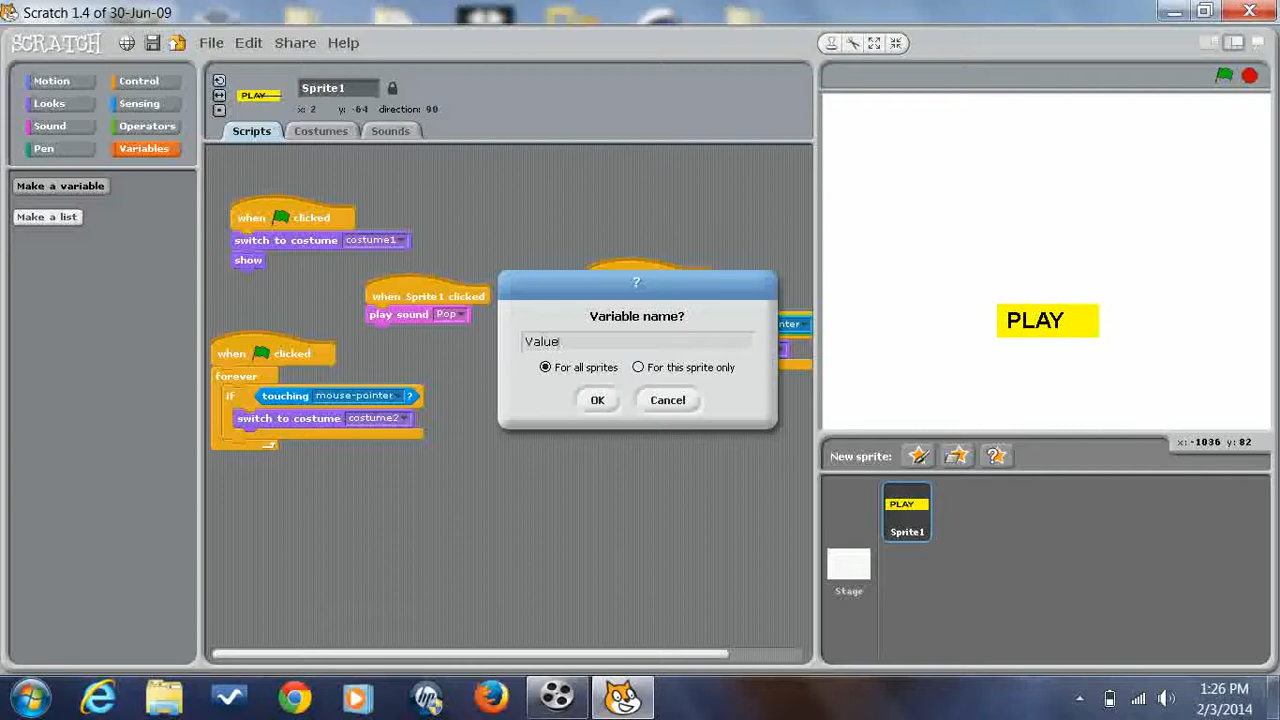 Scratch 1.4 of 30-Jun-09
SCRATCH
File Edit Share Help
Motion Control
Looks Sensing
Sound Operators
Pen Variables
Make a variable
Make a list
PLAY
Sprite1
x: 2 y: -64 direction: 90
Scripts Costumes Sounds
when clicked
switch to costume costume1
show
when Sprite1 clicked
play sound Pop
when clicked
forever
if touching mouse-pointer ?
switch to costume costume2
?
Variable name?
Value
For all sprites For this sprite only
OK Cancel
PLAY
x: -1036 y: 82
New sprite:
PLAY
Sprite1
Stage
1:26 PM
2/3/2014